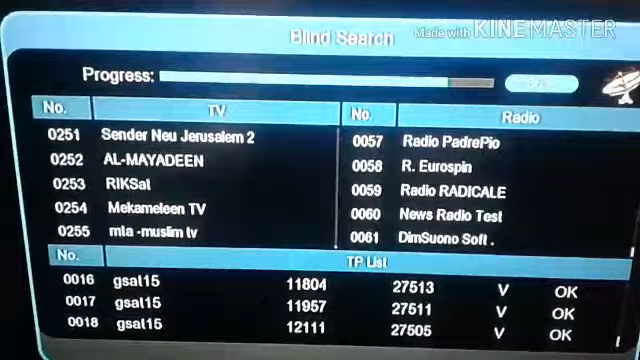 Blind Search
Made with KINEMASTER
Progress:
No. TV No. Radio
0251 Sender Neu Jerusalem 2 0057 Radio PadrePio
0252 AL-MAYADEEN 0058 R. Eurospin
0253 RIKSat 0059 Radio RADICALE
0254 Mekameleen TV 0060 News Radio Test
0255 mta -muslim tv 0061 DimSuono Soft .
No. TP List
0016 gsat15 11804 27513 V OK
0017 gsat15 11957 27511 V OK
0018 gsat15 12111 27505 V OK